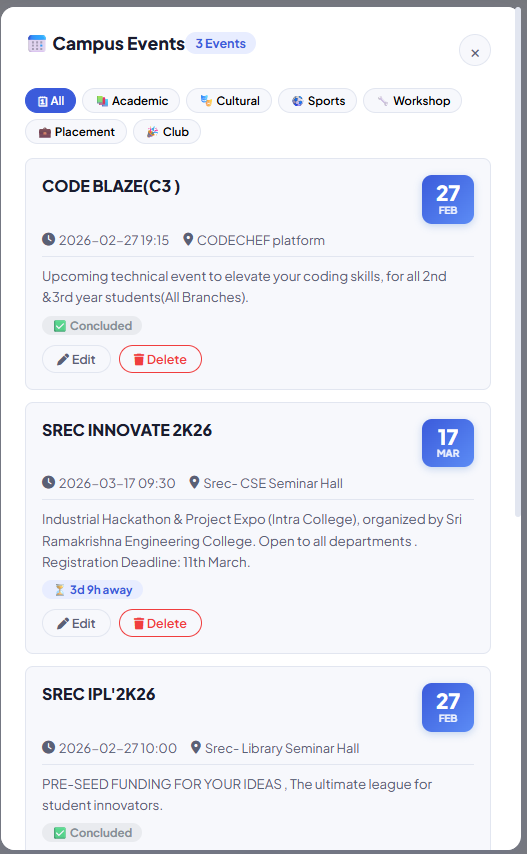 Campus Events 3 Events
×
All Academic Cultural Sports Workshop
Placement Club
CODE BLAZE(C3 )
27
FEB
2026-02-27 19:15 CODECHEF platform
Upcoming technical event to elevate your coding skills, for all 2nd
&3rd year students(All Branches).
Concluded
Edit Delete
SREC INNOVATE 2K26
17
MAR
2026-03-17 09:30 Srec- CSE Seminar Hall
Industrial Hackathon & Project Expo (Intra College), organized by Sri
Ramakrishna Engineering College. Open to all departments .
Registration Deadline: 11th March.
3d 9h away
Edit Delete
SREC IPL'2K26
27
FEB
2026-02-27 10:00 Srec- Library Seminar Hall
PRE-SEED FUNDING FOR YOUR IDEAS , The ultimate league for
student innovators.
Concluded